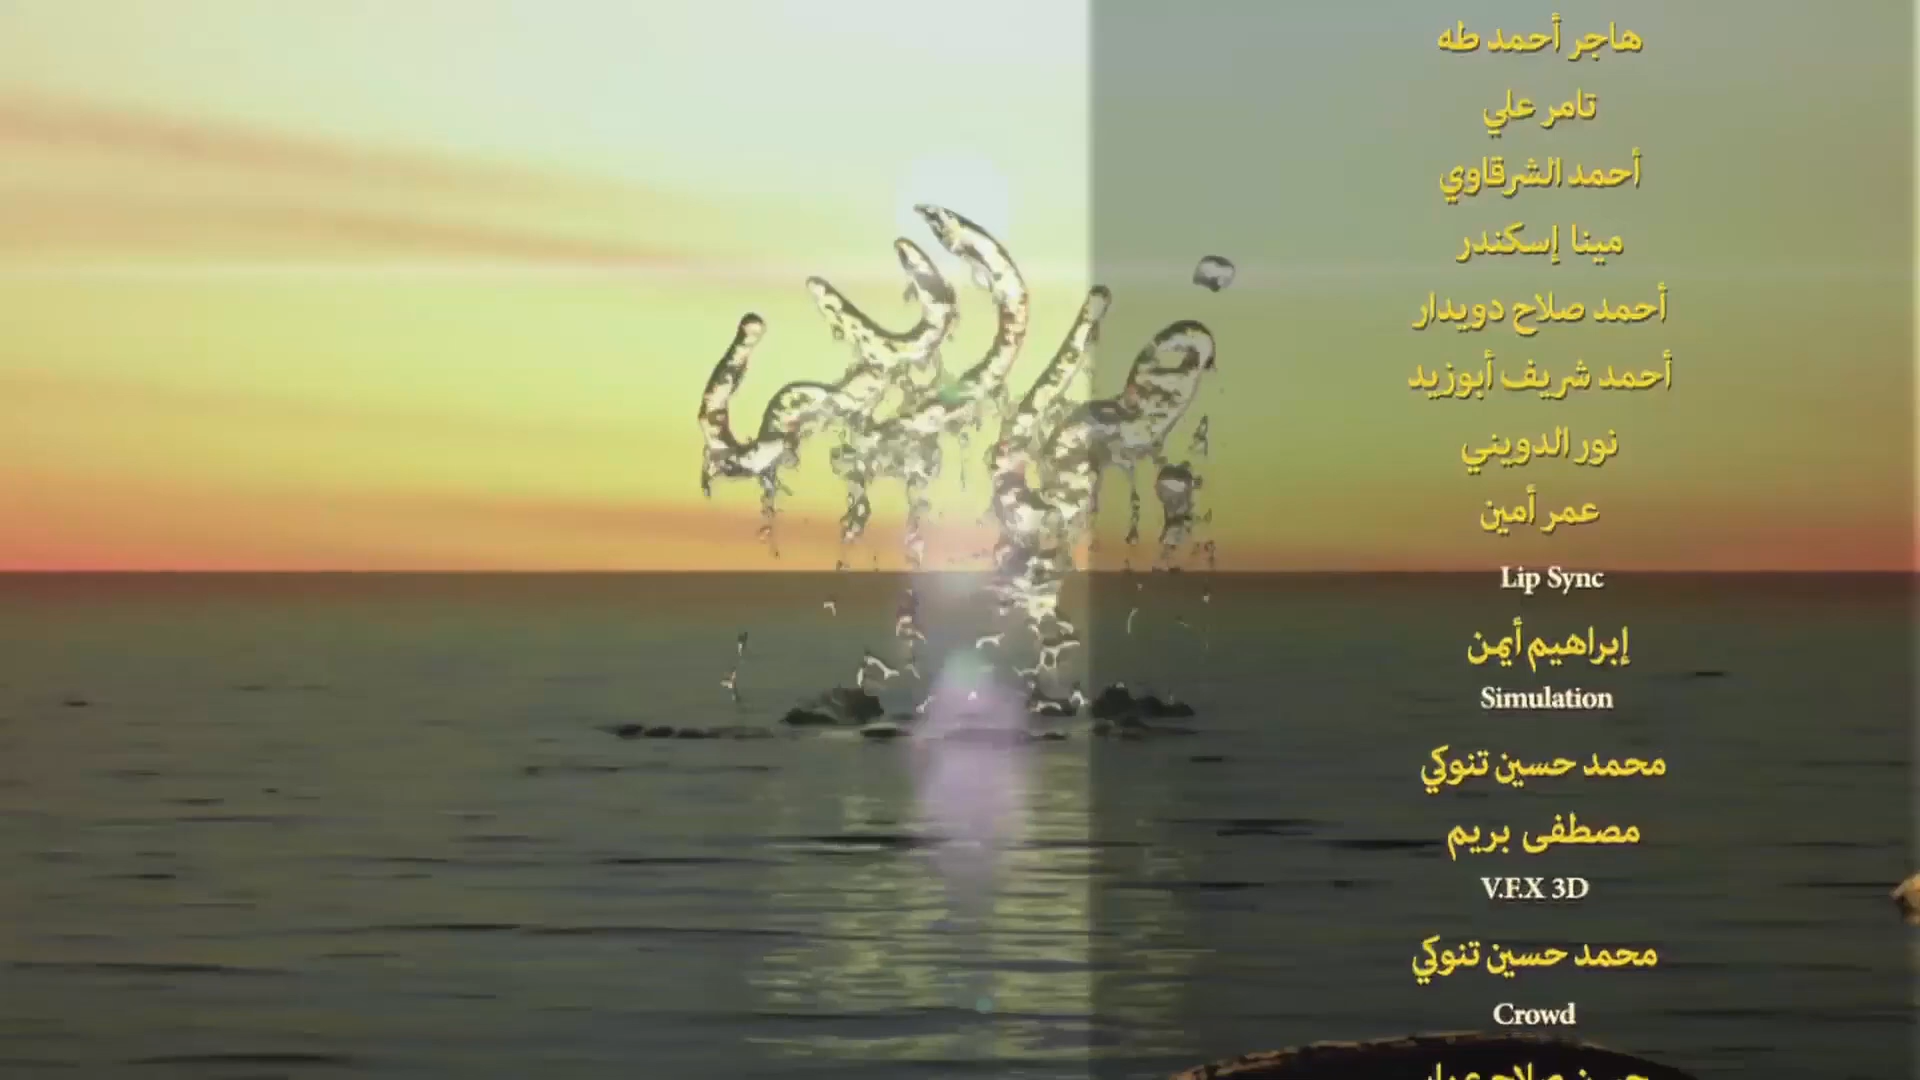 هاجر أحمد طه
تامر علي
أحمد الشرقاوي
مينا إسكندر
أحمد صلاح دويدار
أحمد شريف أبوزيد
نور الدويني
عمر أمين
Lip Sync
إبراهيم أيمن
Simulation
محمد حسين تنوكي
مصطفى بريم
V.F.X 3D
محمد حسين تنوكي
Crowd